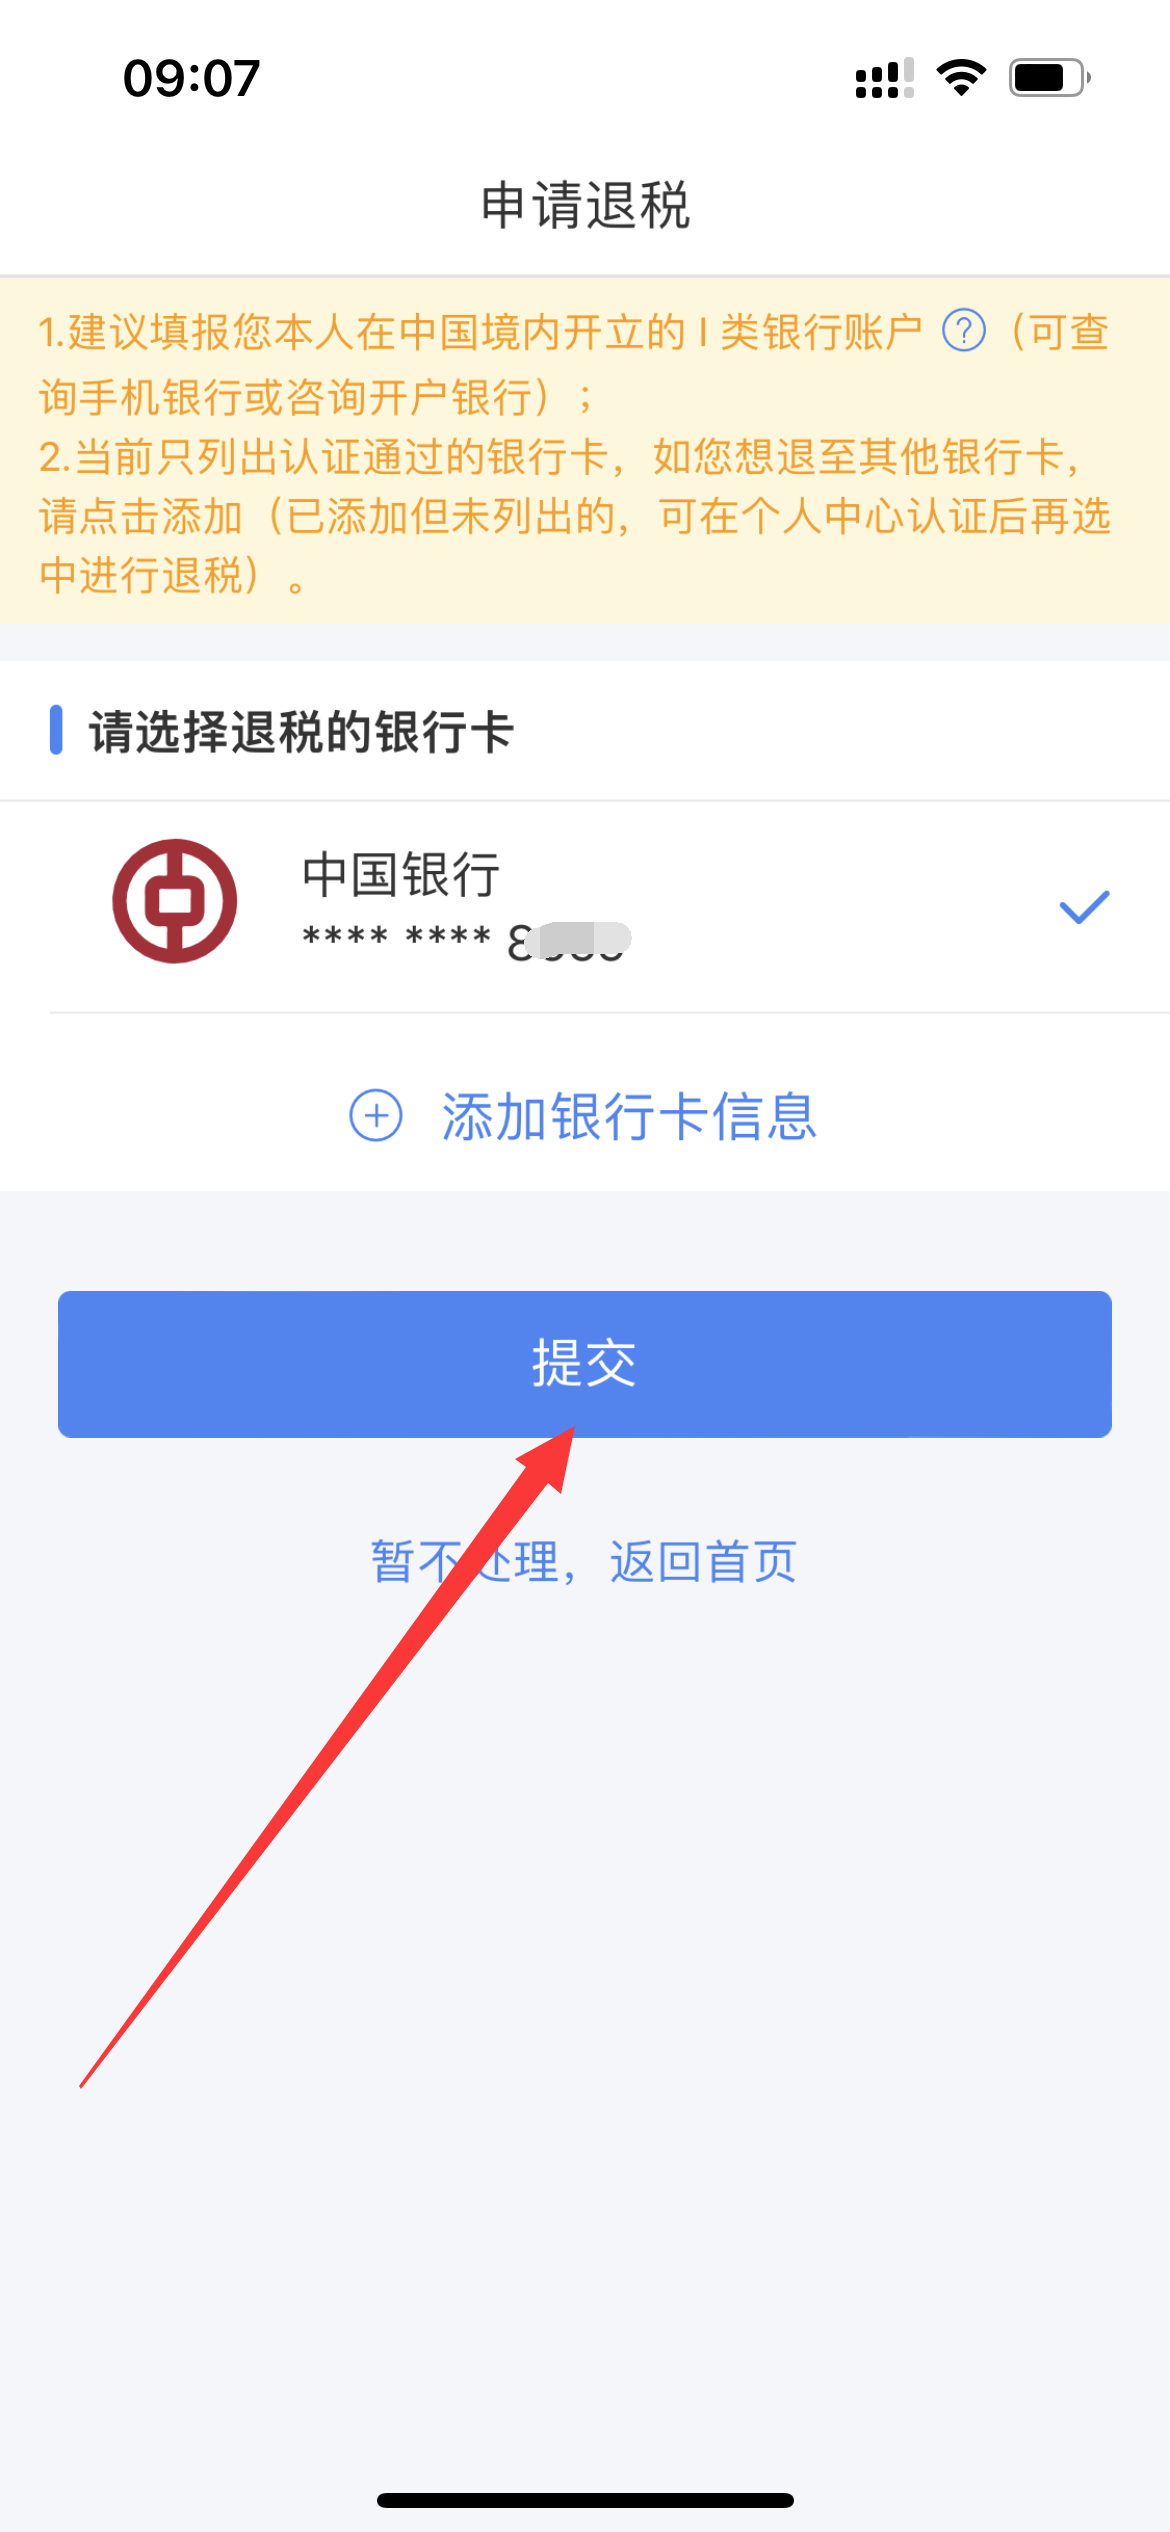 09:07
申请退税
1.建议填报您本人在中国境内开立的 I 类银行账户 ?（可查
询手机银行或咨询开户银行）；
2.当前只列出认证通过的银行卡，如您想退至其他银行卡，
请点击添加（已添加但未列出的，可在个人中心认证后再选
中进行退税）。
请选择退税的银行卡
中国银行
**** **** 8
添加银行卡信息
提交
暂不处理，返回首页